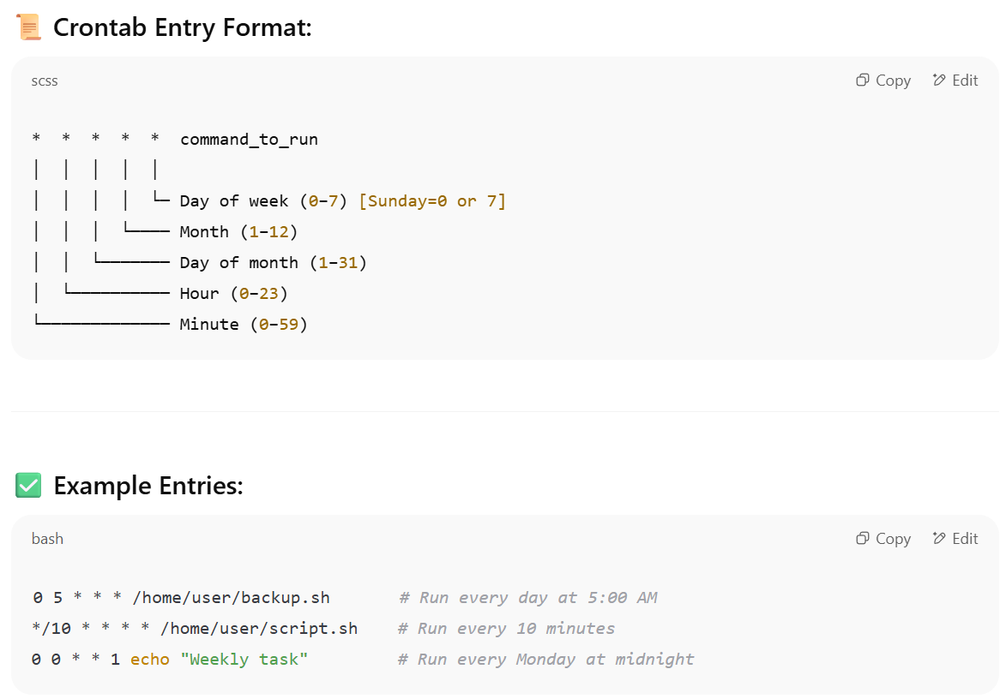 📜 Crontab Entry Format:
scss
Copy
Edit
*  *  *  *  *  command_to_run
│  │  │  │  │
│  │  │  │  └─ Day of week (0–7) [Sunday=0 or 7]
│  │  │  └──── Month (1–12)
│  │  └─────── Day of month (1–31)
│  └────────── Hour (0–23)
└───────────── Minute (0–59)
✅ Example Entries:
bash
Copy
Edit
0 5 * * * /home/user/backup.sh       # Run every day at 5:00 AM
*/10 * * * * /home/user/script.sh    # Run every 10 minutes
0 0 * * 1 echo "Weekly task"         # Run every Monday at midnight